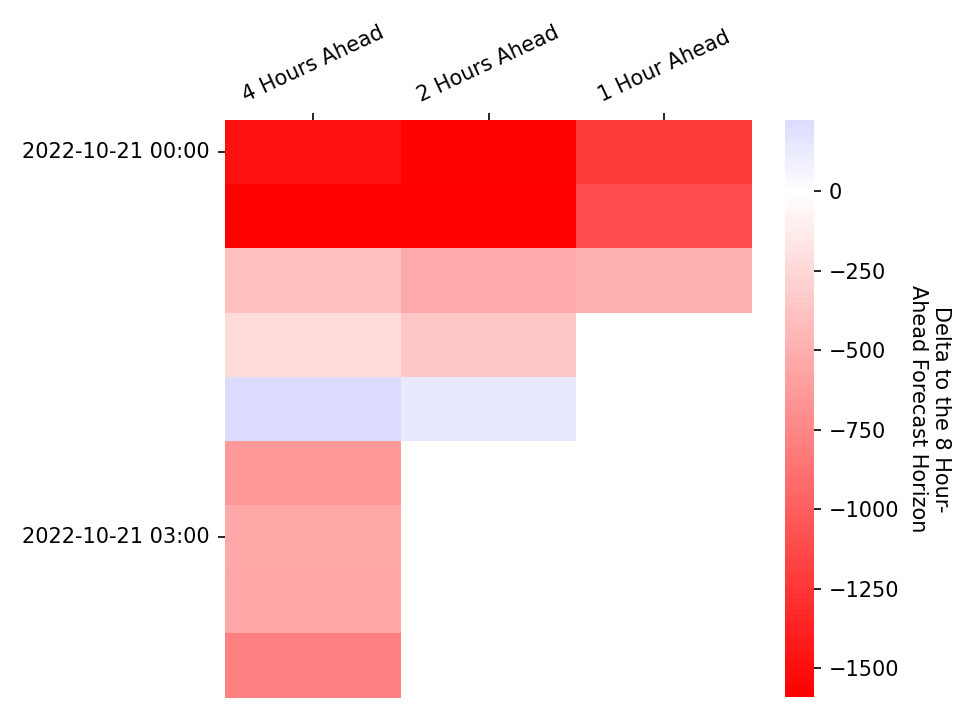 4 Hours Ahead
2 Hours Ahead
1 Hour Ahead
2022-10-21 00:00
2022-10-21 03:00
0
−250
−500
−750
−1000
−1250
−1500
Delta to the 8 Hour-
Ahead Forecast Horizon